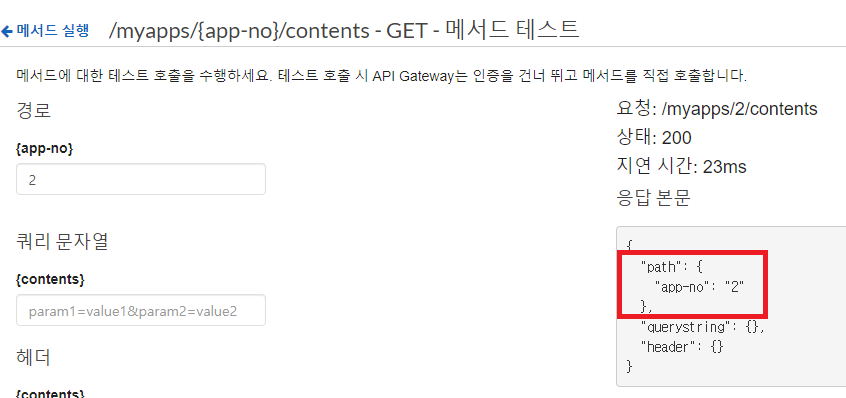 메서드 실행 /myapps/{app-no}/contents - GET - 메서드 테스트
메서드에 대한 테스트 호출을 수행하세요. 테스트 호출 시 API Gateway는 인증을 건너 뛰고 메서드를 직접 호출합니다.
경로
{app-no}
2
쿼리 문자열
{contents}
param1=value1&param2=value2
헤더
{contents}
요청: /myapps/2/contents
상태: 200
지연 시간: 23ms
응답 본문
{
"path": {
"app-no": "2"
},
"querystring": {},
"header": {}
}